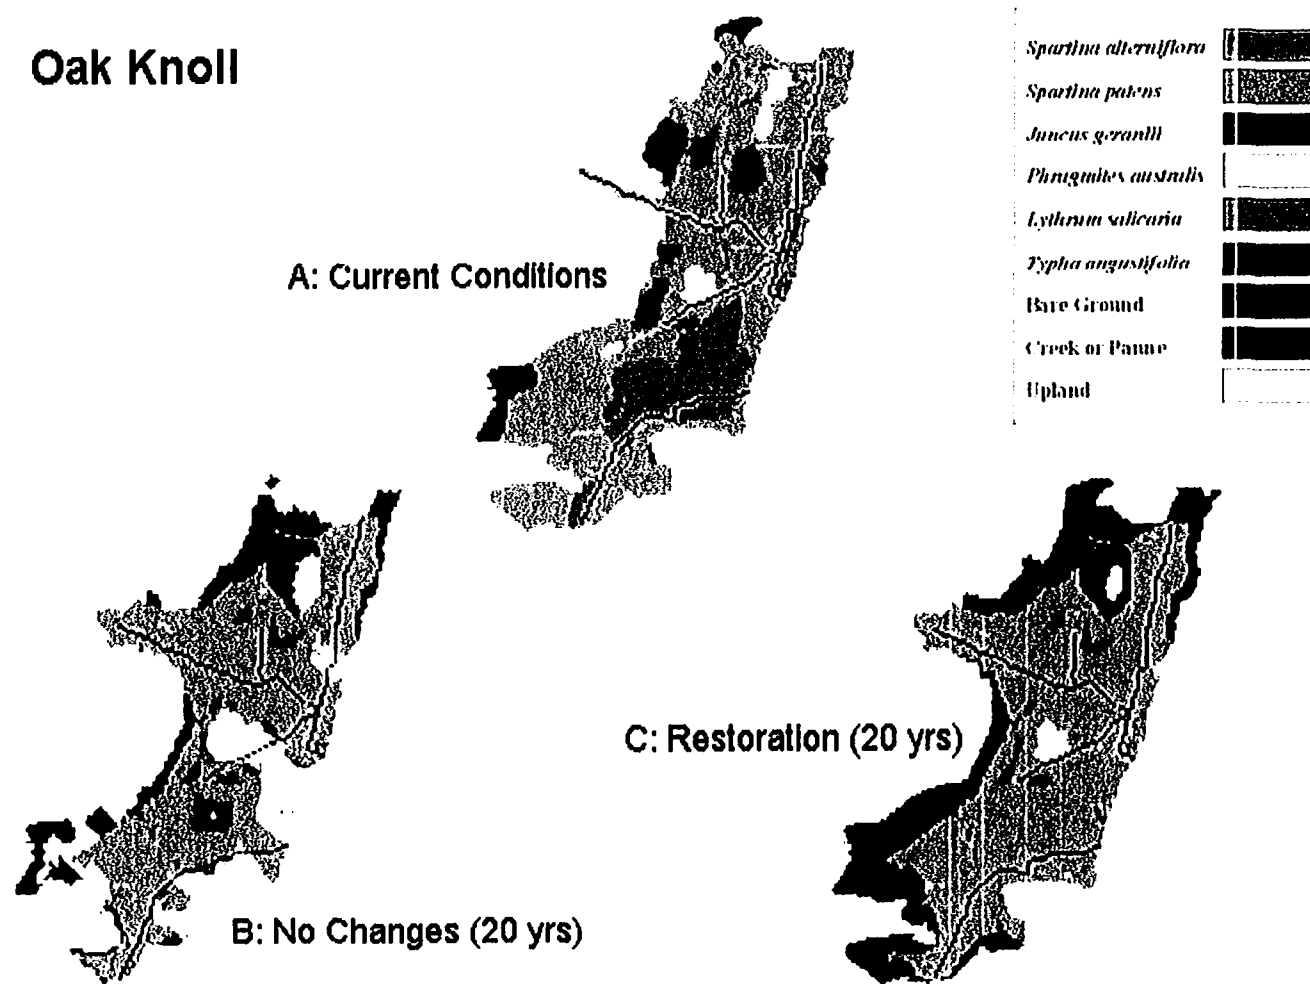 Oak Knoll
Spartina alterniflora
Spartina patens
Juncus gerardii
Phragmites australis
Lythrum salicaria
Typha angustifolia
Bare Ground
Creek or Panne
Upland
A: Current Conditions
C: Restoration (20 yrs)
B: No Changes (20 yrs)